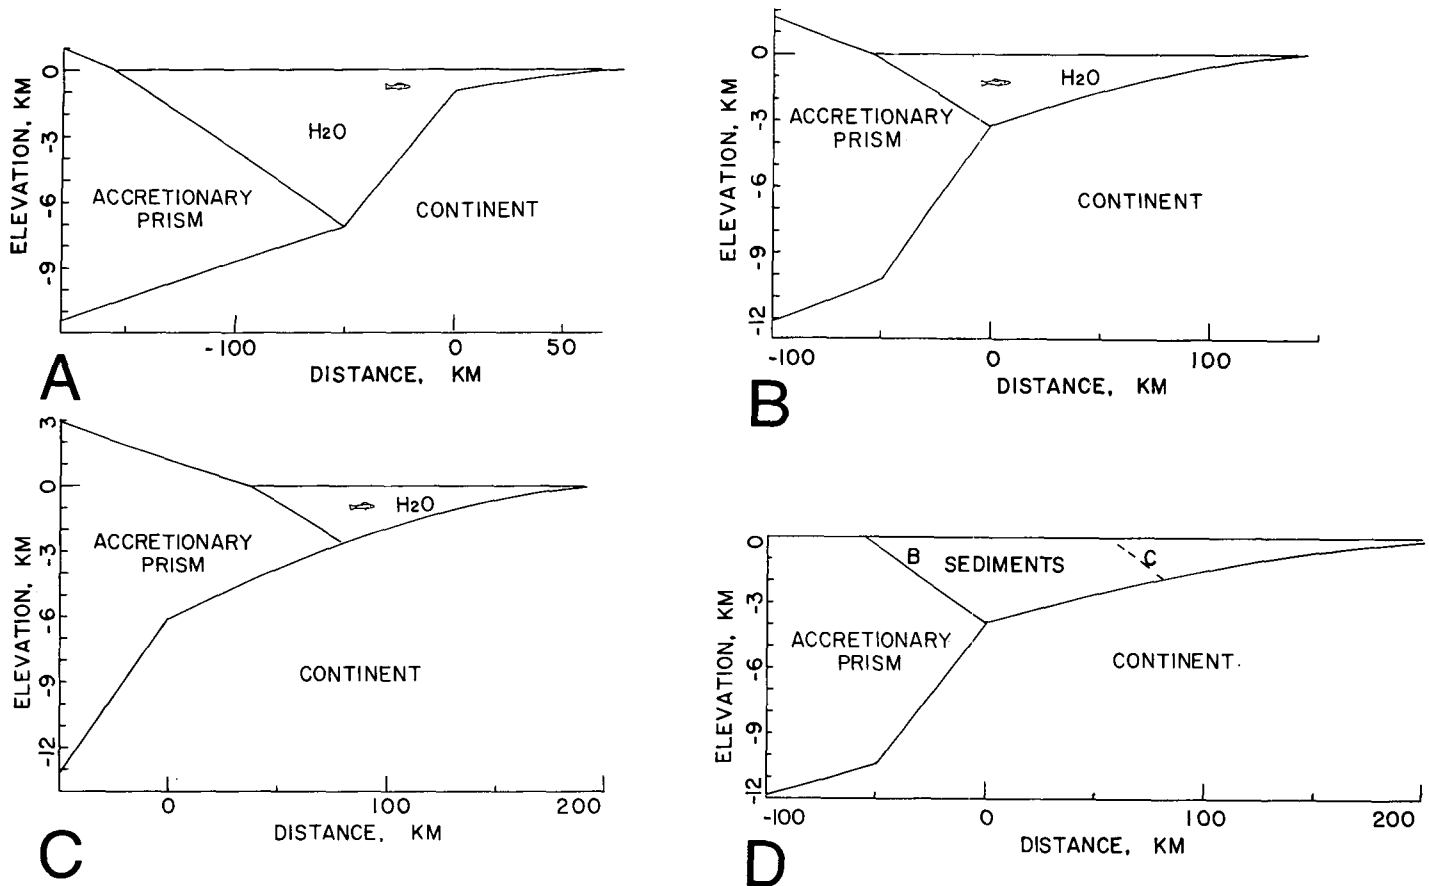 ELEVATION, KM
0
-3
-6
-9
H2O
ACCRETIONARY
PRISM
CONTINENT
-100
0
50
DISTANCE, KM
A
ELEVATION, KM
0
-3
-6
-9
-12
H2O
ACCRETIONARY
PRISM
CONTINENT
-100
0
100
DISTANCE, KM
B
ELEVATION, KM
3
0
-3
-6
-9
-12
H2O
ACCRETIONARY
PRISM
CONTINENT
0
100
200
DISTANCE, KM
C
ELEVATION, KM
0
-3
-6
-9
-12
B
SEDIMENTS
C
ACCRETIONARY
PRISM
CONTINENT
-100
0
100
200
DISTANCE, KM
D